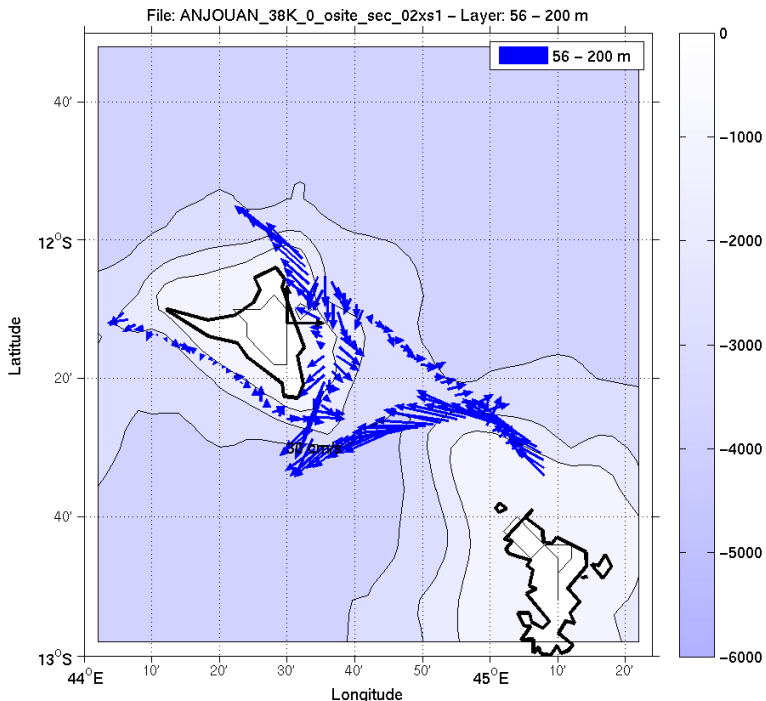 File: ANJOUAN_38K_0_osite_sec_02xs1 – Layer: 56 – 200 m
56 – 200 m
0
−1000
−2000
−3000
−4000
−5000
−6000
40'
12°S
20'
40'
13°S
Latitude
44°E
10'
20'
30'
40'
50'
45°E
10'
20'
Longitude